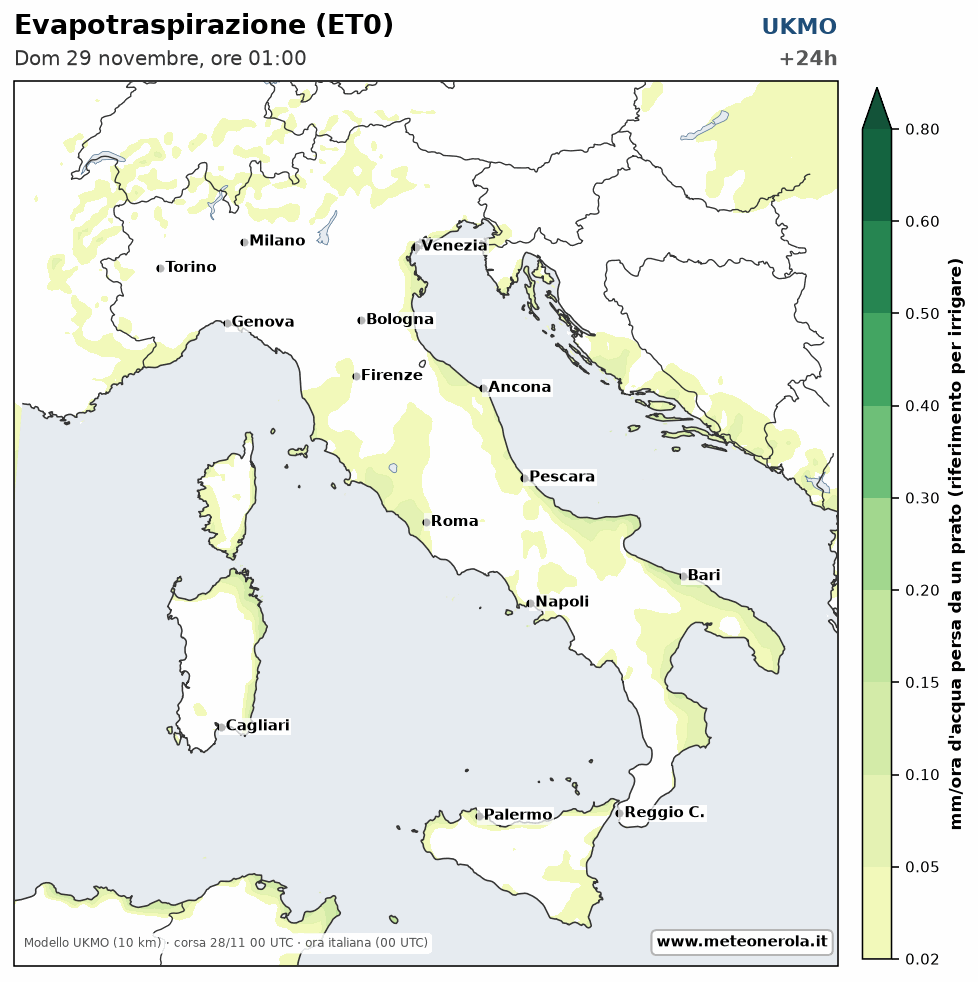 Evapotraspirazione (ET0)
UKMO
Dom 29 novembre, ore 01:00
+24h
Milano
Venezia
Torino
Genova
Bologna
Firenze
Ancona
Pescara
Roma
Bari
Napoli
Cagliari
Palermo
Reggio C.
0.80
0.60
0.50
0.40
0.30
0.20
0.15
0.10
0.05
0.02
mm/ora d'acqua persa da un prato (riferimento per irrigare)
Modello UKMO (10 km) · corsa 28/11 00 UTC · ora italiana (00 UTC)
www.meteonerola.it